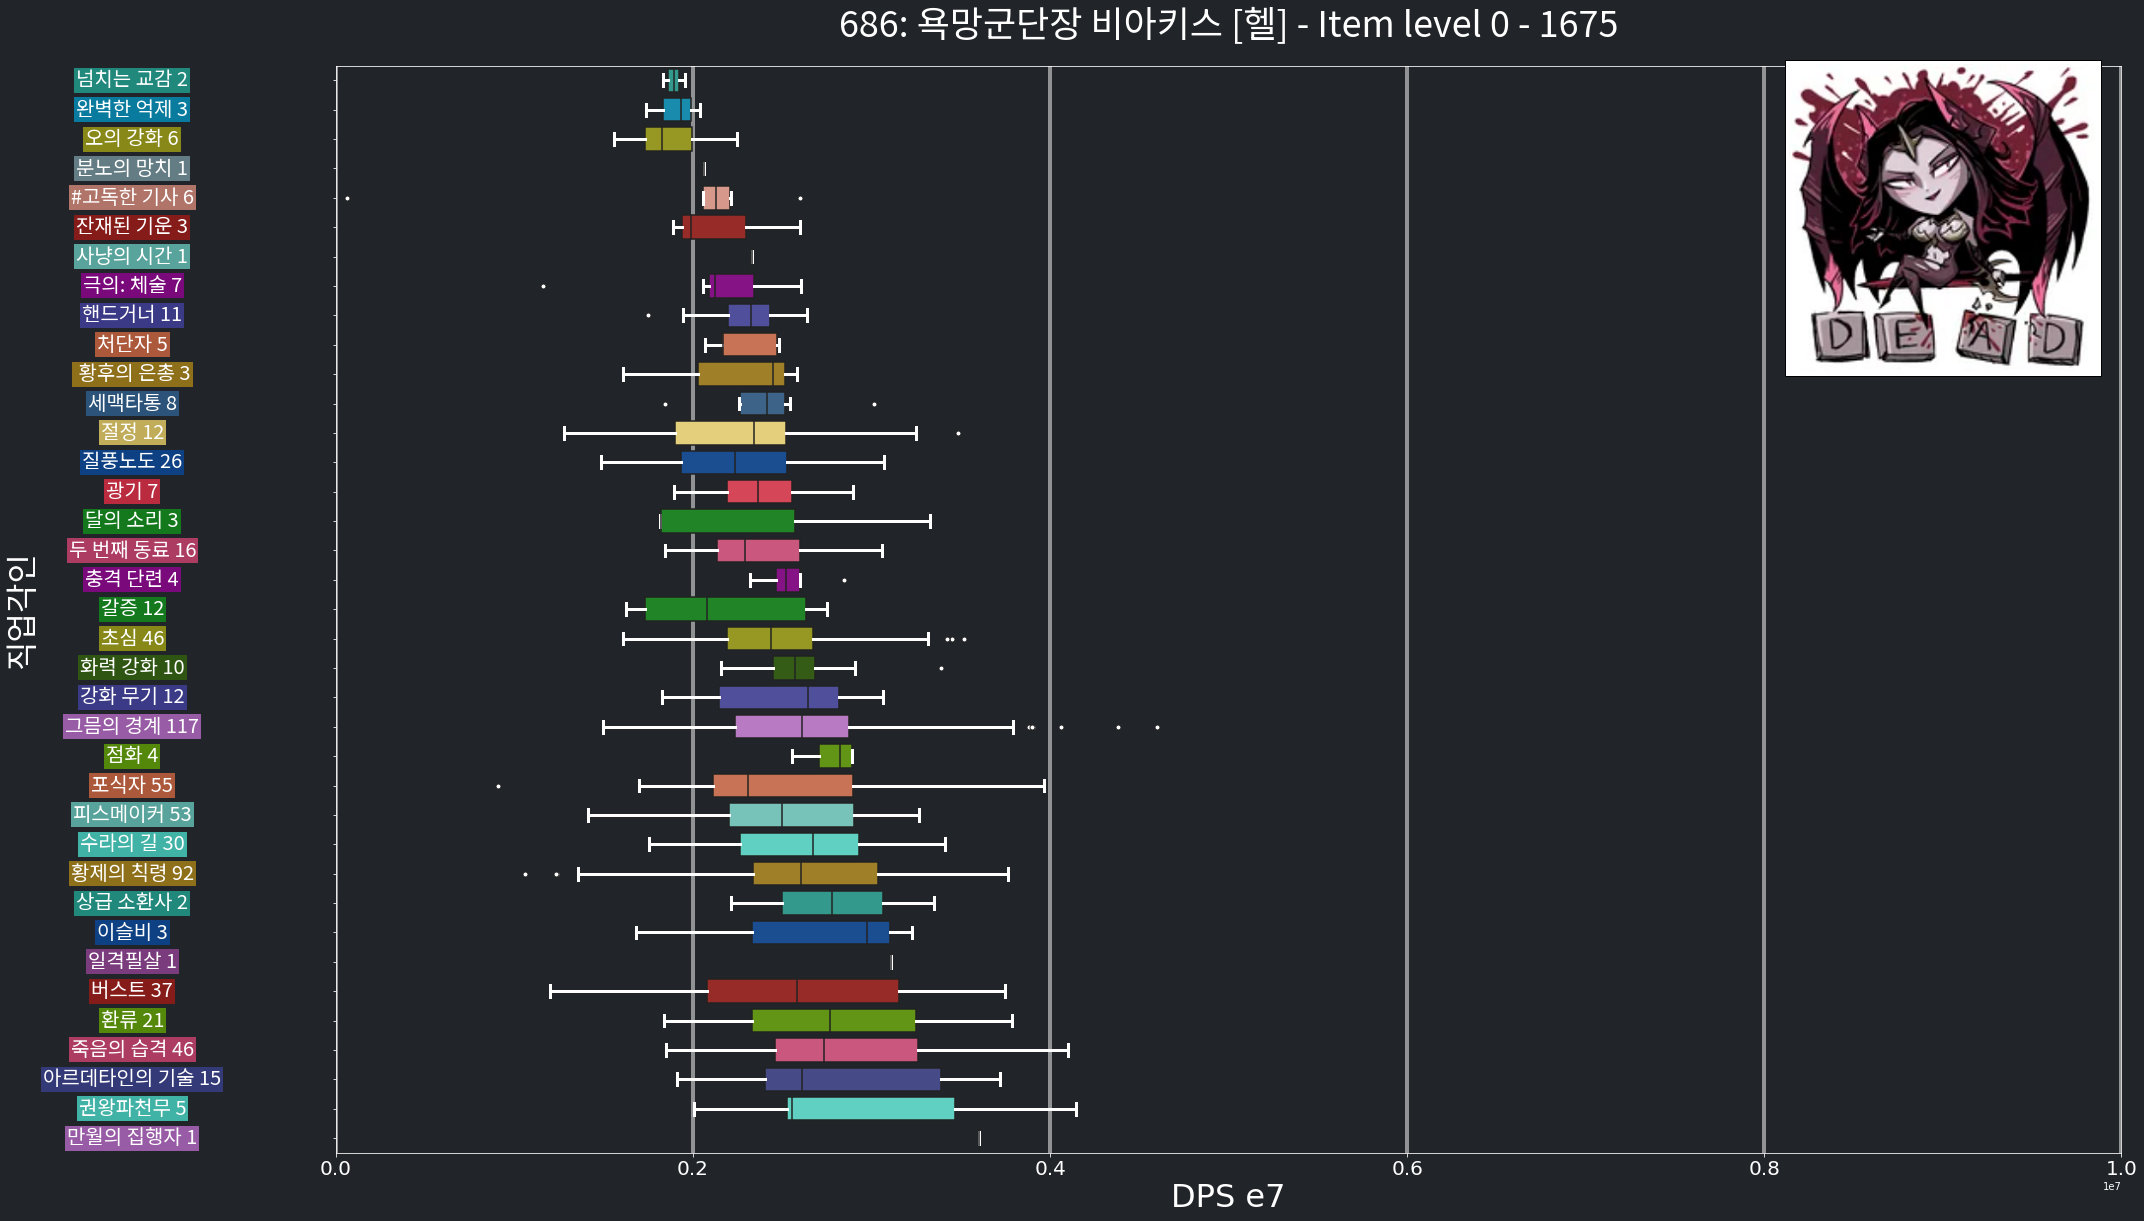 686: 욕망군단장 비아키스 [헬] - Item level 0 - 1675
넘치는 교감 2
완벽한 억제 3
오의 강화 6
분노의 망치 1
#고독한 기사 6
잔재된 기운 3
사냥의 시간 1
극의: 체술 7
핸드거너 11
처단자 5
황후의 은총 3
세맥타통 8
절정 12
질풍노도 26
광기 7
달의 소리 3
두 번째 동료 16
충격 단련 4
갈증 12
초심 46
화력 강화 10
강화 무기 12
그믐의 경계 117
점화 4
포식자 55
피스메이커 53
수라의 길 30
황제의 칙령 92
상급 소환사 2
이슬비 3
일격필살 1
버스트 37
환류 21
죽음의 습격 46
아르데타인의 기술 15
권왕파천무 5
만월의 집행자 1
직업각인
0.0 0.2 0.4 0.6 0.8 1.0
1e7
DPS e7
D E A D